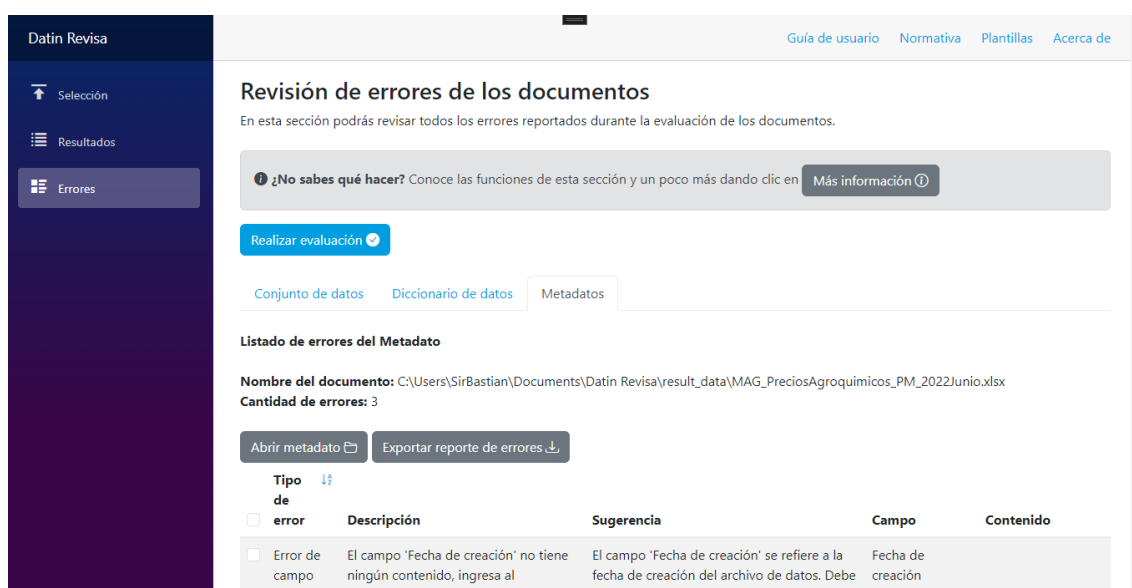 Datin Revisa
Guía de usuario Normativa Plantillas Acerca de
Selección
Resultados
Errores
Revisión de errores de los documentos
En esta sección podrás revisar todos los errores reportados durante la evaluación de los documentos.
¿No sabes qué hacer? Conoce las funciones de esta sección y un poco más dando clic en Más información
Realizar evaluación
Conjunto de datos Diccionario de datos Metadatos
Listado de errores del Metadato
Nombre del documento: C:\Users\SirBastian\Documents\Datin Revisa\result_data\MAG_PreciosAgroquimicos_PM_2022Junio.xlsx
Cantidad de errores: 3
Abrir metadato Exportar reporte de errores
Tipo
de
error Descripción Sugerencia Campo Contenido
Error de El campo 'Fecha de creación' no tiene El campo 'Fecha de creación' se refiere a la Fecha de
campo ningún contenido, ingresa al fecha de creación del archivo de datos. Debe creación